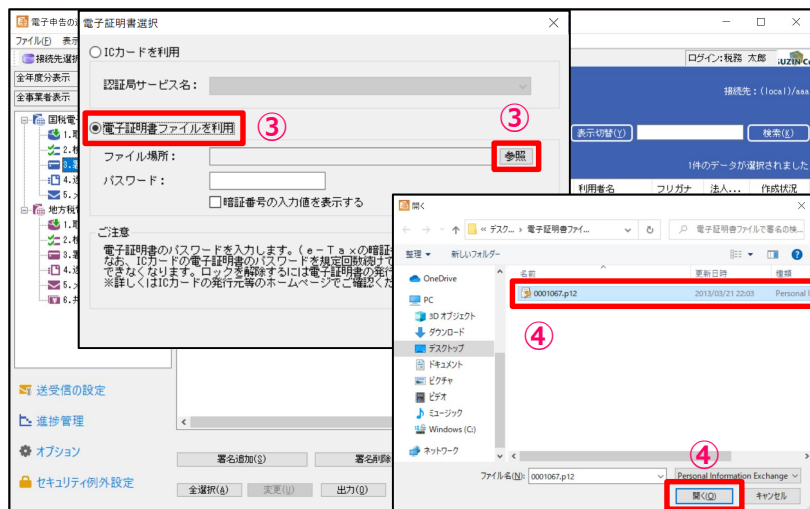 電子申告の
ファイル(F) 表示
接続先選択
全年度分表示
全事業者表示
国税電
1.
2.
3.
4.
5.
地方税
1.
2.
3.
4.
5.
6.
送受信の設定
進捗管理
オプション
セキュリティ例外設定
電子証明書選択
ICカードを利用
認証局サービス名：
電子証明書ファイルを利用
③
③
ファイル場所：
参照
パスワード：
暗証番号の入力値を表示する
ご注意
電子証明書のパスワードを入力します。(e－Taxの暗証
なお、ICカードの電子証明書のパスワードを規定回数続けて
できなくなります。ロックを解除するには電子証明書の発行
※詳しくはICカードの発行元等のホームページでご確認くだ
ログイン:税務 太郎
接続先：(local)/aaa
表示切替(Y)
検索(K)
1件のデータが選択されました
利用者名 フリガナ 法人... 作成状況
開く
« デスク... › 電子証明書ファイ...
電子証明書ファイルで署名の検...
整理
新しいフォルダー
名前 更新日時 種類
0001067.p12 2013/03/21 22:03 Personal I
④
OneDrive
PC
3D オブジェクト
ダウンロード
デスクトップ
ドキュメント
ピクチャ
ビデオ
ミュージック
Windows (C:)
ネットワーク
④
ファイル名(N): 0001067.p12
Personal Information Exchange
開く(O)
キャンセル
署名追加(S)
署名削除
全選択(A)
変更(U)
出力(O)